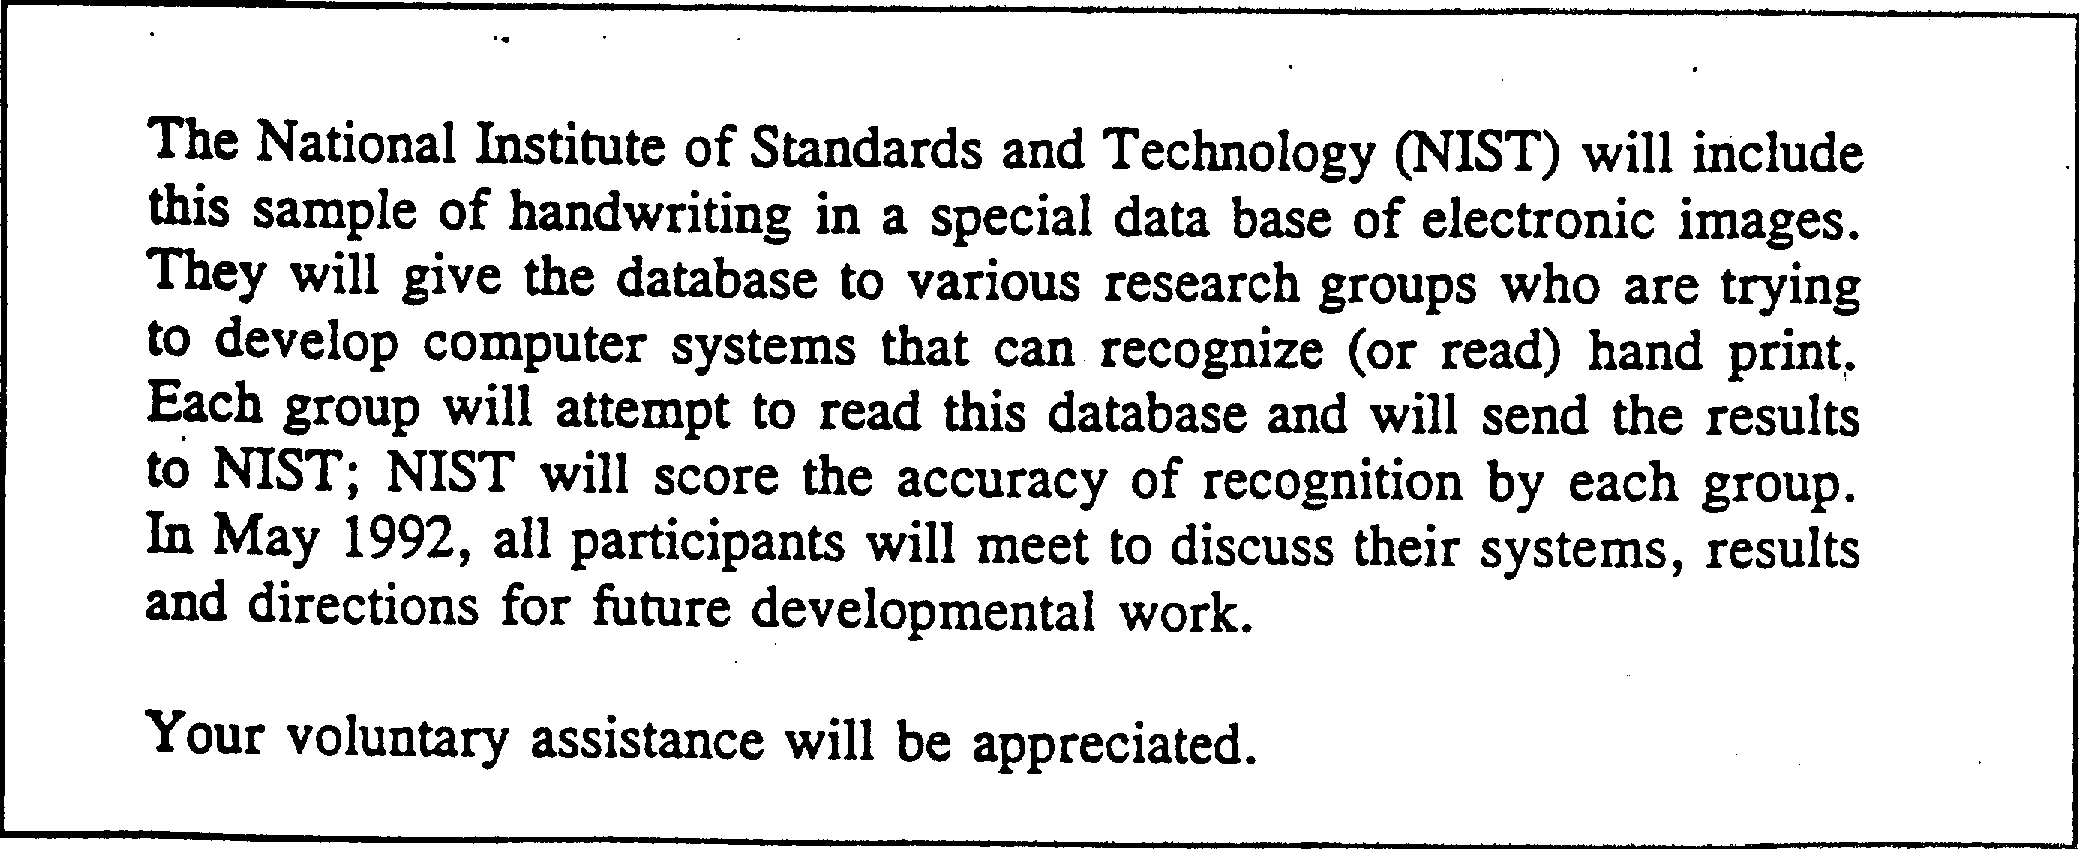 The National Institute of Standards and Technology (NIST) will include
this sample of handwriting in a special data base of electronic images.
They will give the database to various research groups who are trying
to develop computer systems that can recognize (or read) hand print.
Each group will attempt to read this database and will send the results
to NIST; NIST will score the accuracy of recognition by each group.
In May 1992, all participants will meet to discuss their systems, results
and directions for future developmental work.
Your voluntary assistance will be appreciated.